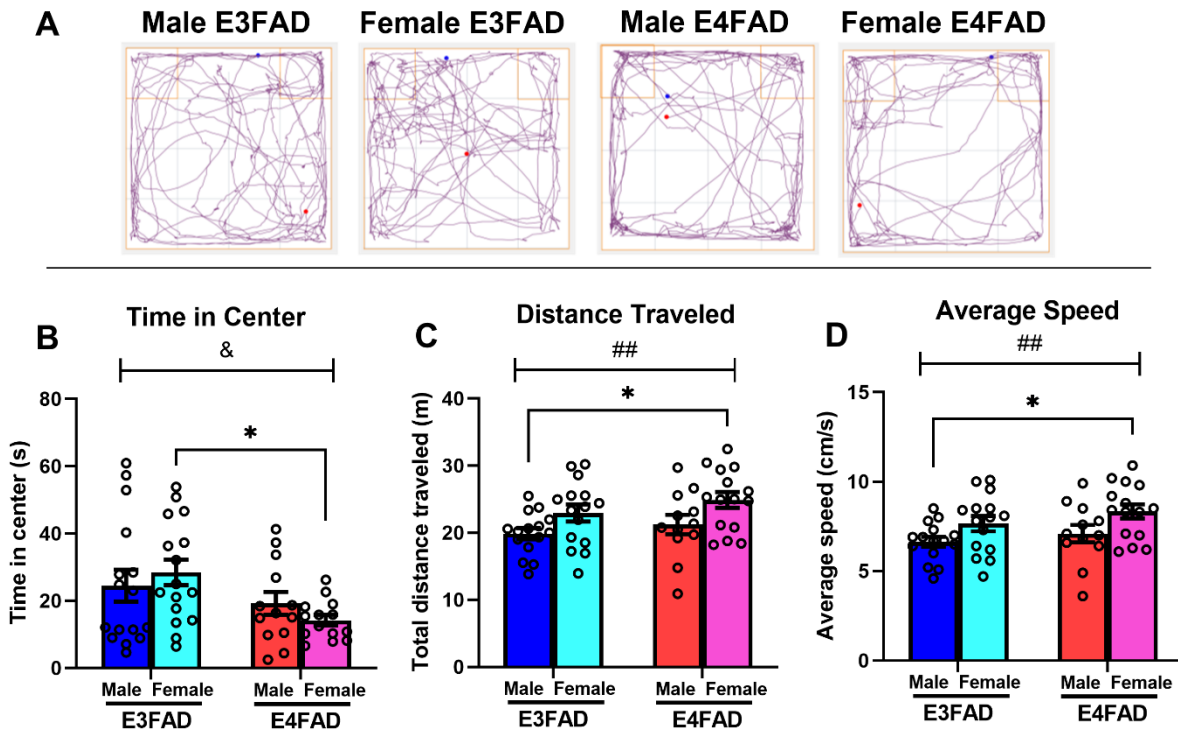 A
Male E3FAD Female E3FAD Male E4FAD Female E4FAD
B
Time in Center
&
*
Time in center (s)
80
60
40
20
0
Male Female Male Female
E3FAD E4FAD
C
Distance Traveled
##
*
Total distance traveled (m)
40
30
20
10
0
Male Female Male Female
E3FAD E4FAD
D
Average Speed
##
*
Average speed (cm/s)
15
10
5
0
Male Female Male Female
E3FAD E4FAD